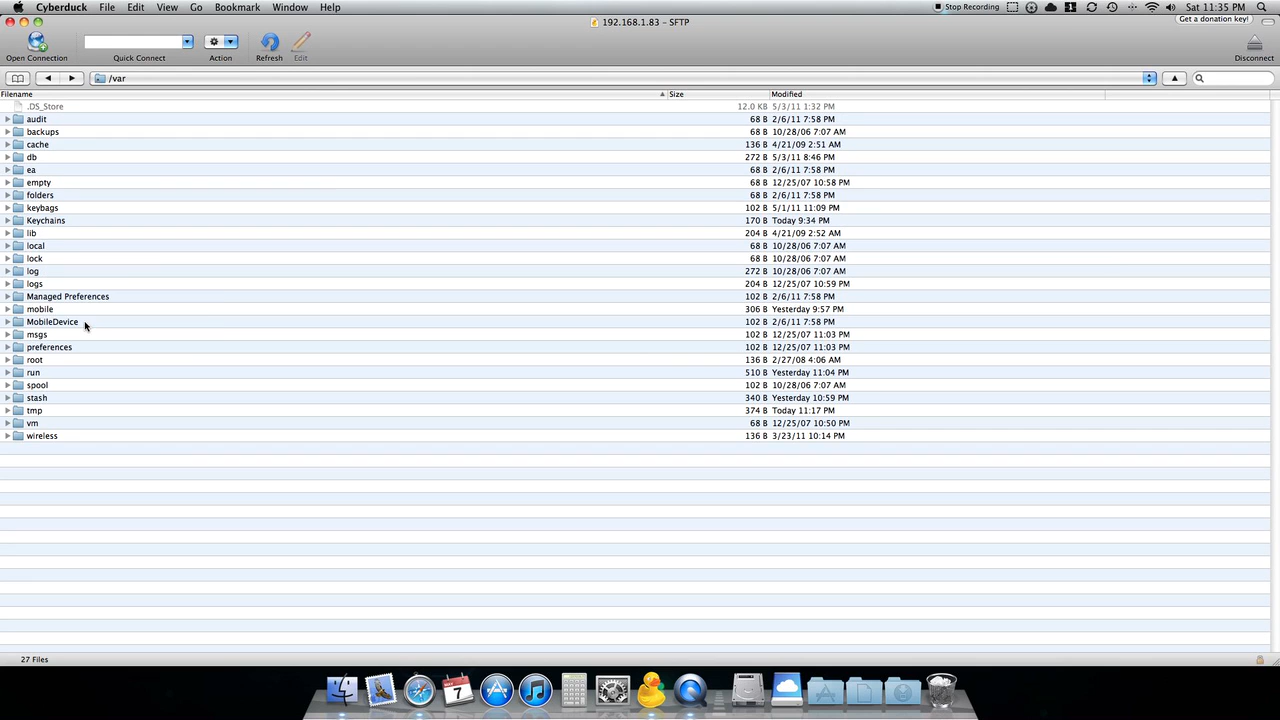 Cyberduck File Edit View Go Bookmark Window Help Stop Recording 1 Sat 11:35 PM
192.168.1.83 – SFTP
Get a donation key!
Open Connection Quick Connect Action Refresh Edit Disconnect
/var
Filename Size Modified
.DS_Store 12.0 KB 5/3/11 1:32 PM
audit 68 B 2/6/11 7:58 PM
backups 68 B 10/28/06 7:07 AM
cache 136 B 4/21/09 2:51 AM
db 272 B 5/3/11 8:46 PM
ea 68 B 2/6/11 7:58 PM
empty 68 B 12/25/07 10:58 PM
folders 68 B 2/6/11 7:58 PM
keybags 102 B 5/1/11 11:09 PM
Keychains 170 B Today 9:34 PM
lib 204 B 4/21/09 2:52 AM
local 68 B 10/28/06 7:07 AM
lock 68 B 10/28/06 7:07 AM
log 272 B 10/28/06 7:07 AM
logs 204 B 12/25/07 10:59 PM
Managed Preferences 102 B 2/6/11 7:58 PM
mobile 306 B Yesterday 9:57 PM
MobileDevice 102 B 2/6/11 7:58 PM
msgs 102 B 12/25/07 11:03 PM
preferences 102 B 12/25/07 11:03 PM
root 136 B 2/27/08 4:06 AM
run 510 B Yesterday 11:04 PM
spool 102 B 10/28/06 7:07 AM
stash 340 B Yesterday 10:59 PM
tmp 374 B Today 11:17 PM
vm 68 B 12/25/07 10:50 PM
wireless 136 B 3/23/11 10:14 PM
27 Files
7